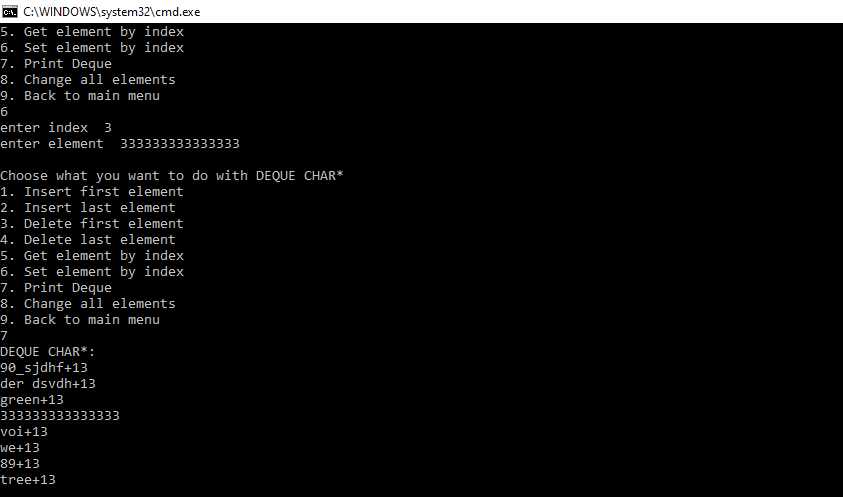 C:\WINDOWS\system32\cmd.exe
5. Get element by index
6. Set element by index
7. Print Deque
8. Change all elements
9. Back to main menu
6
enter index  3
enter element  333333333333333
Choose what you want to do with DEQUE CHAR*
1. Insert first element
2. Insert last element
3. Delete first element
4. Delete last element
5. Get element by index
6. Set element by index
7. Print Deque
8. Change all elements
9. Back to main menu
7
DEQUE CHAR*:
90_sjdhf+13
der dsvdh+13
green+13
333333333333333
voi+13
we+13
89+13
tree+13